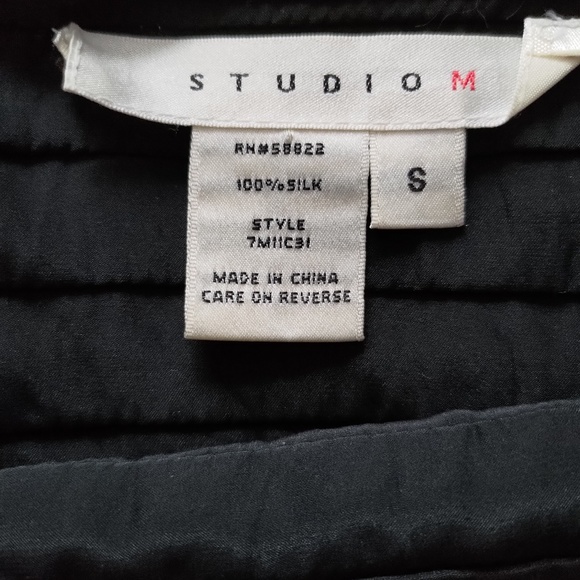 STUDIO M
RN#58822
S
100% SILK
STYLE
7M11C31
MADE IN CHINA
CARE ON REVERSE